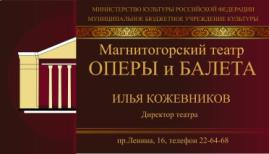 МИНИСТЕРСТВО КУЛЬТУРЫ РОССИЙСКОЙ ФЕДЕРАЦИИ
МУНИЦИПАЛЬНОЕ БЮДЖЕТНОЕ УЧРЕЖДЕНИЕ КУЛЬТУРЫ
Магнитогорский театр
ОПЕРЫ и БАЛЕТА
ИЛЬЯ КОЖЕВНИКОВ
Директор театра
пр.Ленина, 16, телефон 22-64-68